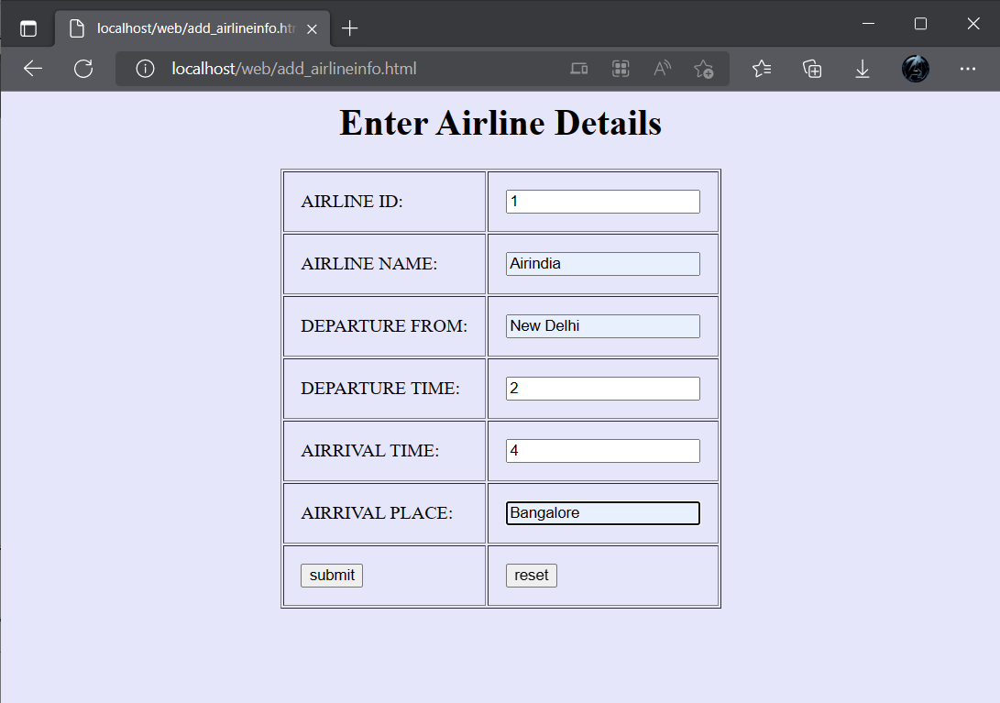 localhost/web/add_airlineinfo.htm
localhost/web/add_airlineinfo.html
Enter Airline Details
AIRLINE ID: 1
AIRLINE NAME: Airindia
DEPARTURE FROM: New Delhi
DEPARTURE TIME: 2
AIRRIVAL TIME: 4
AIRRIVAL PLACE: Bangalore
submit reset